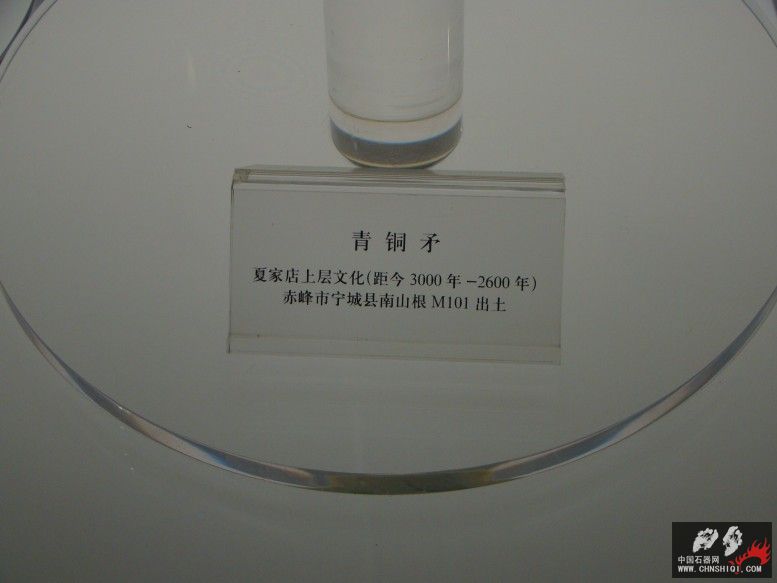 青铜矛
夏家店上层文化(距今3000年-2600年)
赤峰市宁城县南山根M101出土
中国石器网
WWW.CHNSHIQI.COM